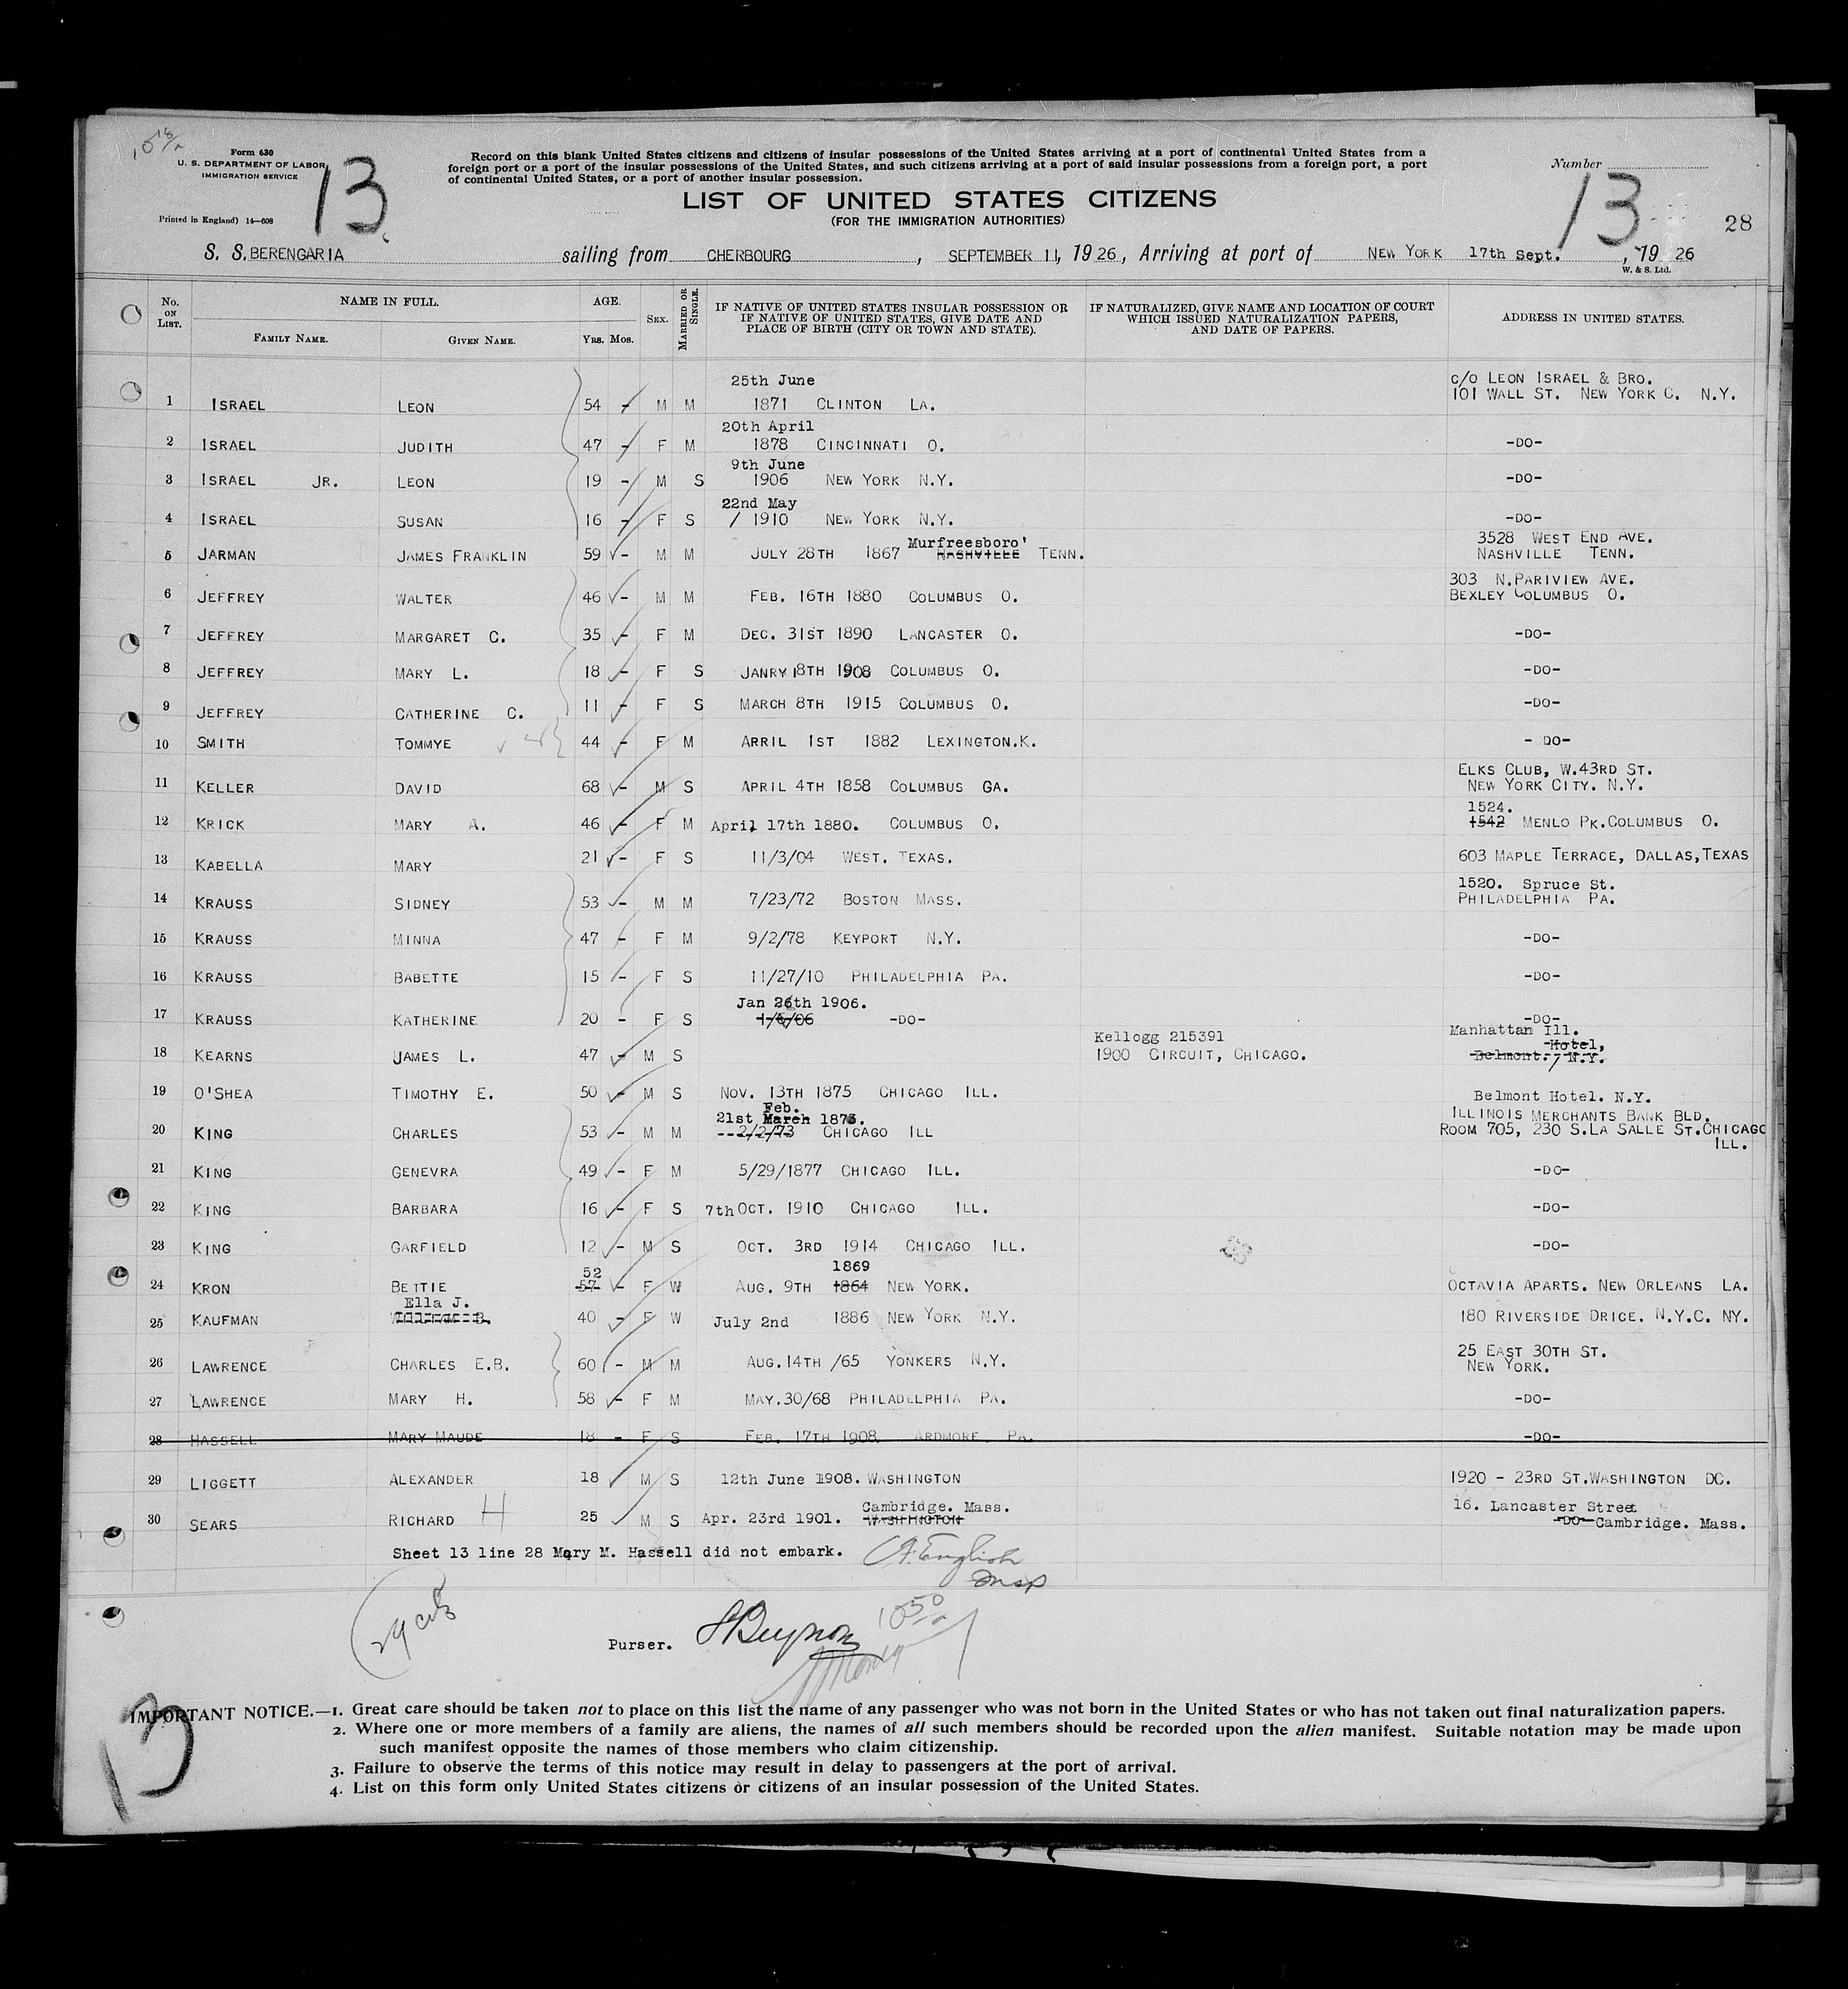 Form 630
U. S. DEPARTMENT OF LABOR
IMMIGRATION SERVICE
13
Printed in England) 14—608
Record on this blank United States citizens and citizens of insular possessions of the United States arriving at a port of continental United States from a
foreign port or a port of the insular possessions of the United States, and such citizens arriving at a port of said insular possessions from a foreign port, a port
of continental United States, or a port of another insular possession.
Number
13
28
LIST OF UNITED STATES CITIZENS
(FOR THE IMMIGRATION AUTHORITIES)
S. S. BERENGARIA sailing from CHERBOURG, SEPTEMBER 11, 1926, Arriving at port of NEW YORK 17th Sept., 1926
W. & S. Ltd.
No. ON LIST. NAME IN FULL. FAMILY NAME. GIVEN NAME. AGE. YRS. MOS. SEX. MARRIED OR SINGLE. IF NATIVE OF UNITED STATES INSULAR POSSESSION OR IF NATIVE OF UNITED STATES, GIVE DATE AND PLACE OF BIRTH (CITY OR TOWN AND STATE). IF NATURALIZED, GIVE NAME AND LOCATION OF COURT WHICH ISSUED NATURALIZATION PAPERS, AND DATE OF PAPERS. ADDRESS IN UNITED STATES.
1 ISRAEL LEON 54 - M M 25th June 1871 CLINTON LA. c/o LEON ISRAEL & BRO. 101 WALL ST. NEW YORK C. N.Y.
2 ISRAEL JUDITH 47 - F M 20th April 1878 CINCINNATI O. -DO-
3 ISRAEL JR. LEON 19 - M S 9th June 1906 NEW YORK N.Y. -DO-
4 ISRAEL SUSAN 16 - F S 22nd May / 1910 NEW YORK N.Y. -DO-
5 JARMAN JAMES FRANKLIN 59 - M M JULY 28TH 1867 Murfreesboro' NASHVILLE TENN. 3528 WEST END AVE. NASHVILLE TENN.
6 JEFFREY WALTER 46 - M M FEB. 16TH 1880 COLUMBUS O. 303 N.PARIVIEW AVE. BEXLEY COLUMBUS O.
7 JEFFREY MARGARET C. 35 - F M DEC. 31ST 1890 LANCASTER O. -DO-
8 JEFFREY MARY L. 18 - F S JANRY 8TH 1908 COLUMBUS O. -DO-
9 JEFFREY CATHERINE C. 11 - F S MARCH 8TH 1915 COLUMBUS O. -DO-
10 SMITH TOMMYE 44 - F M ARRIL 1ST 1882 LEXINGTON.K. -DO-
11 KELLER DAVID 68 - M S APRIL 4TH 1858 COLUMBUS GA. ELKS CLUB, W.43RD ST. NEW YORK CITY. N.Y.
12 KRICK MARY A. 46 - F M April 17th 1880. COLUMBUS O. 1524. 1542 MENLO PK.COLUMBUS O.
13 KABELLA MARY 21 - F S 11/3/04 WEST. TEXAS. 603 MAPLE TERRACE, DALLAS,TEXAS
14 KRAUSS SIDNEY 53 - M M 7/23/72 BOSTON MASS. 1520. Spruce St. PHILADELPHIA PA.
15 KRAUSS MINNA 47 - F M 9/2/78 KEYPORT N.Y. -DO-
16 KRAUSS BABETTE 15 - F S 11/27/10 PHILADELPHIA PA. -DO-
17 KRAUSS KATHERINE 20 - F S Jan 26th 1906. 1/6/06 -DO- -DO-
18 KEARNS JAMES L. 47 - M S Kellogg 215391 1900 CIRCUIT, CHICAGO. Manhattan Ill. Hotel, Belmont. N.Y.
19 O'SHEA TIMOTHY E. 50 - M S NOV. 13TH 1875 CHICAGO ILL. Belmont Hotel. N.Y.
20 KING CHARLES 53 - M M Feb. 21st March 1873. 2/2/73 CHICAGO ILL ILLINOIS MERCHANTS BANK BLD. ROOM 705, 230 S.LA SALLE ST.CHICAGO ILL.
21 KING GENEVRA 49 - F M 5/29/1877 CHICAGO ILL. -DO-
22 KING BARBARA 16 - F S 7th OCT. 1910 CHICAGO ILL. -DO-
23 KING GARFIELD 12 - M S OCT. 3RD 1914 CHICAGO ILL. -DO-
24 KRON BETTIE 52 57 - F W AUG. 9TH 1869 1864 NEW YORK. OCTAVIA APARTS. NEW ORLEANS LA.
25 KAUFMAN Ella J. 40 - F W July 2nd 1886 NEW YORK N.Y. 180 RIVERSIDE DRICE. N.Y.C. NY.
26 LAWRENCE CHARLES E.B. 60 - M M AUG.14TH /65 YONKERS N.Y. 25 EAST 30TH ST. NEW YORK.
27 LAWRENCE MARY H. 58 - F M MAY.30/68 PHILADELPHIA PA. -DO-
28 HASSELL MARY MAUDE 18 - F S FEB. 17TH 1908 ARDMORE PA. -DO-
29 LIGGETT ALEXANDER 18 M S 12th June 1908. WASHINGTON 1920 - 23RD ST.WASHINGTON DC.
30 SEARS RICHARD H 25 M S Apr. 23rd 1901. Cambridge. Mass. WASHINGTON 16. Lancaster Street -DO- Cambridge. Mass.
Sheet 13 line 28 Mary M. Hassell did not embark. English Insp
Purser.
13
IMPORTANT NOTICE.—1. Great care should be taken not to place on this list the name of any passenger who was not born in the United States or who has not taken out final naturalization papers.
2. Where one or more members of a family are aliens, the names of all such members should be recorded upon the alien manifest. Suitable notation may be made upon
such manifest opposite the names of those members who claim citizenship.
3. Failure to observe the terms of this notice may result in delay to passengers at the port of arrival.
4. List on this form only United States citizens or citizens of an insular possession of the United States.